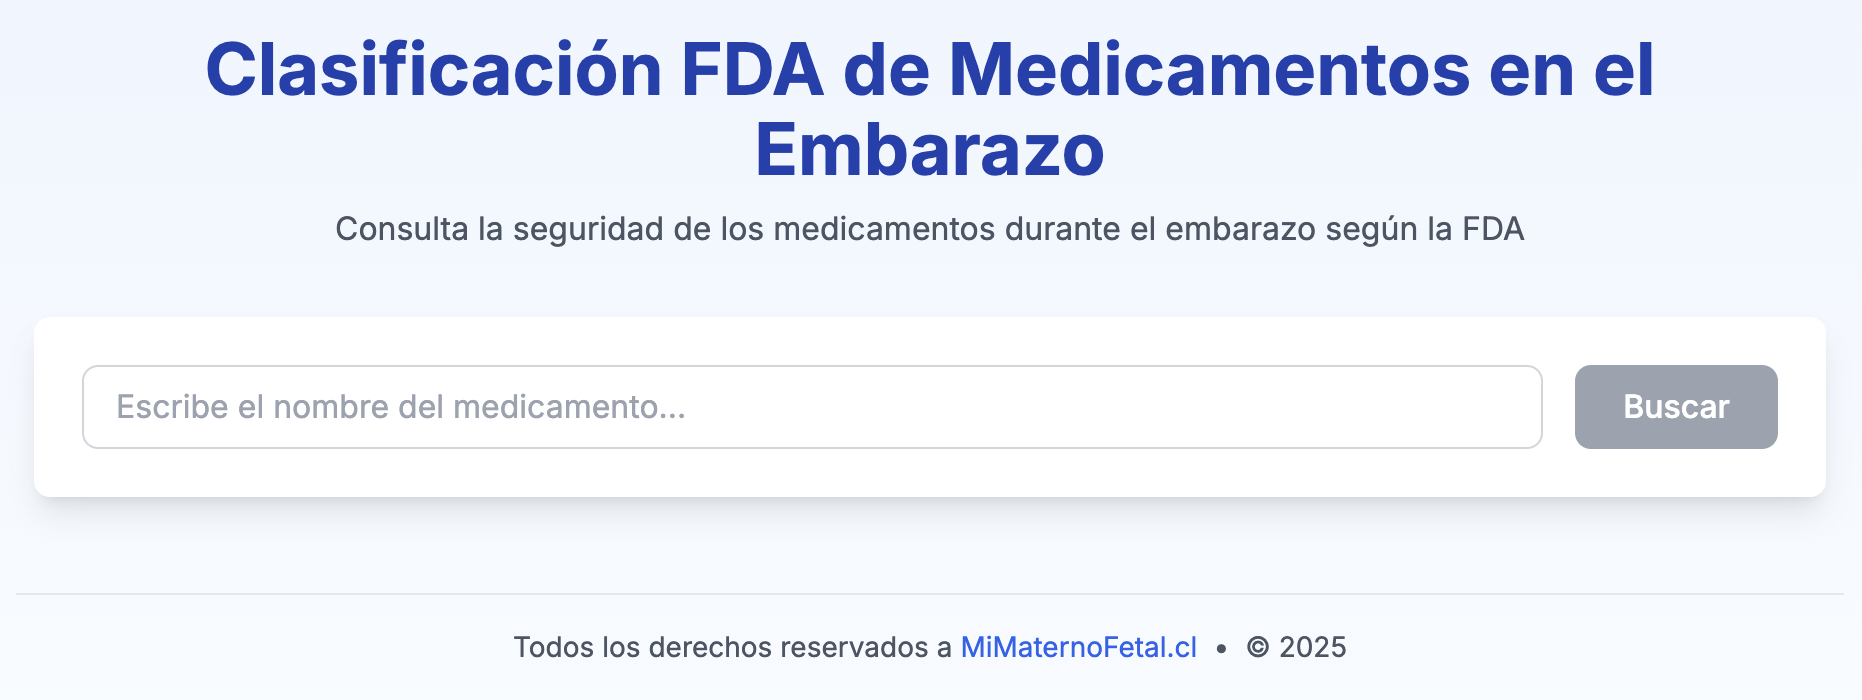 Clasificación FDA de Medicamentos en el
Embarazo
Consulta la seguridad de los medicamentos durante el embarazo según la FDA
Escribe el nombre del medicamento...
Buscar
Todos los derechos reservados a MiMaternoFetal.cl • © 2025